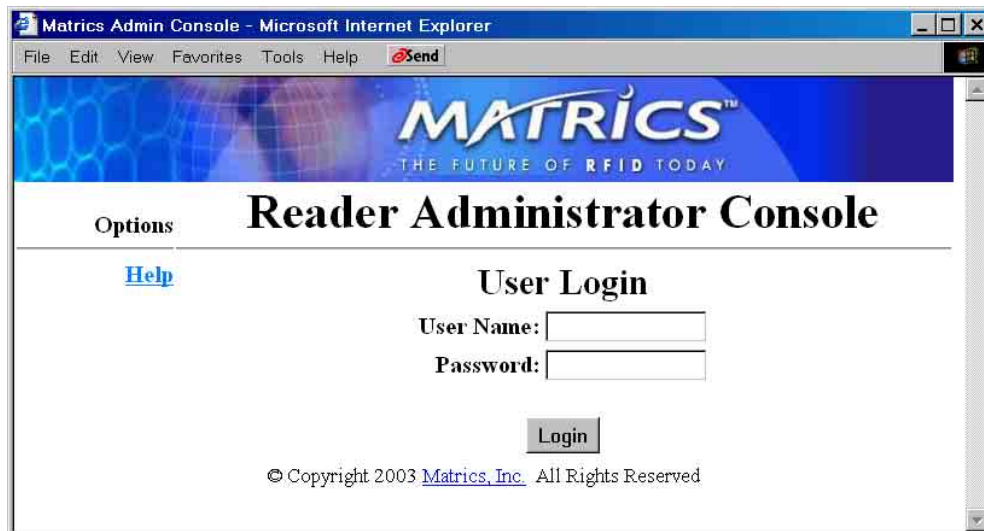 Matrics Admin Console - Microsoft Internet Explorer
File Edit View Favorites Tools Help eSend
MATRICS™
THE FUTURE OF RFID TODAY
Options
Reader Administrator Console
Help
User Login
User Name:
Password:
Login
© Copyright 2003 Matrics, Inc. All Rights Reserved